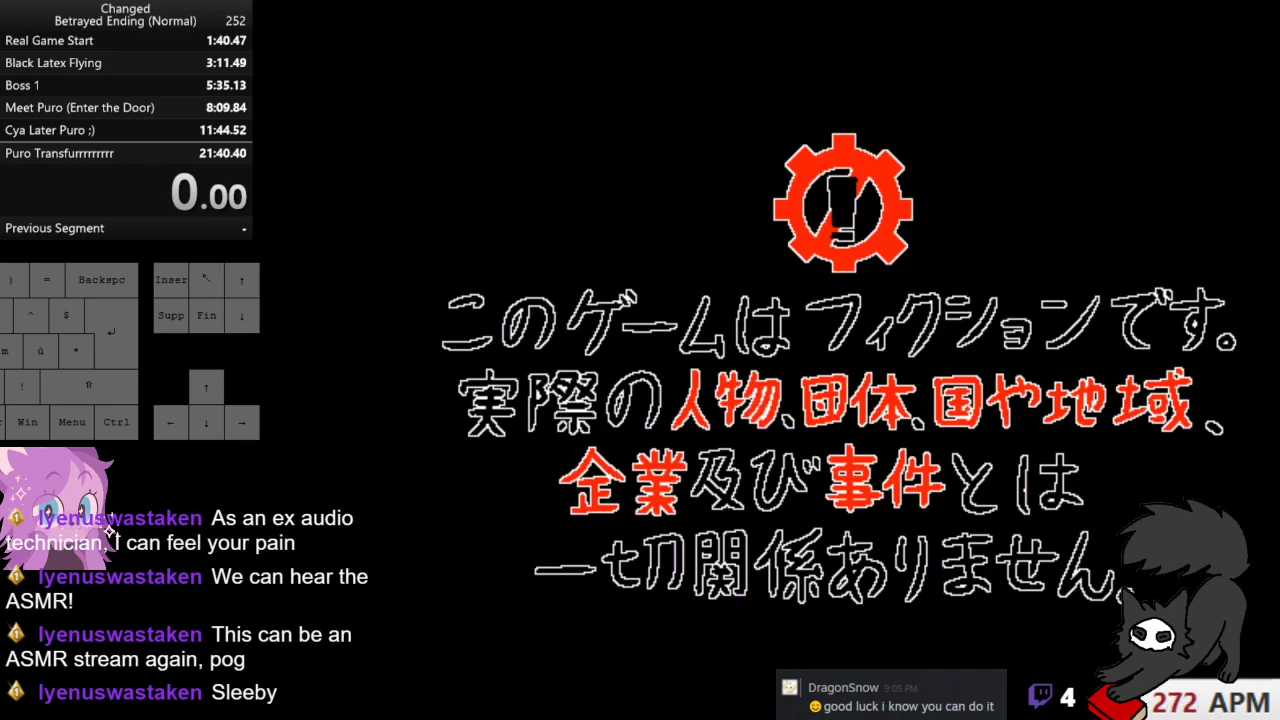 Changed
Betrayed Ending (Normal) 252
Real Game Start 1:40.47
Black Latex Flying 3:11.49
Boss 1 5:35.13
Meet Puro (Enter the Door) 8:09.84
Cya Later Puro ;) 11:44.52
Puro Transfurrrrrrrrr 21:40.40
0.00
Previous Segment -
) = Backspc Inser ↖ ↑
^ $ ↵ Supp Fin ↓
m ù *
! ⇧ ↑
Win Menu Ctrl ← ↓ →
このゲームはフィクションです。
実際の人物、団体、国や地域、
企業及び事件とは
一切関係ありません。
lyenuswastaken As an ex audio
technician, I can feel your pain
lyenuswastaken We can hear the
ASMR!
lyenuswastaken This can be an
ASMR stream again, pog
lyenuswastaken Sleeby
DragonSnow 9:05 PM
😊good luck i know you can do it
4
272 APM